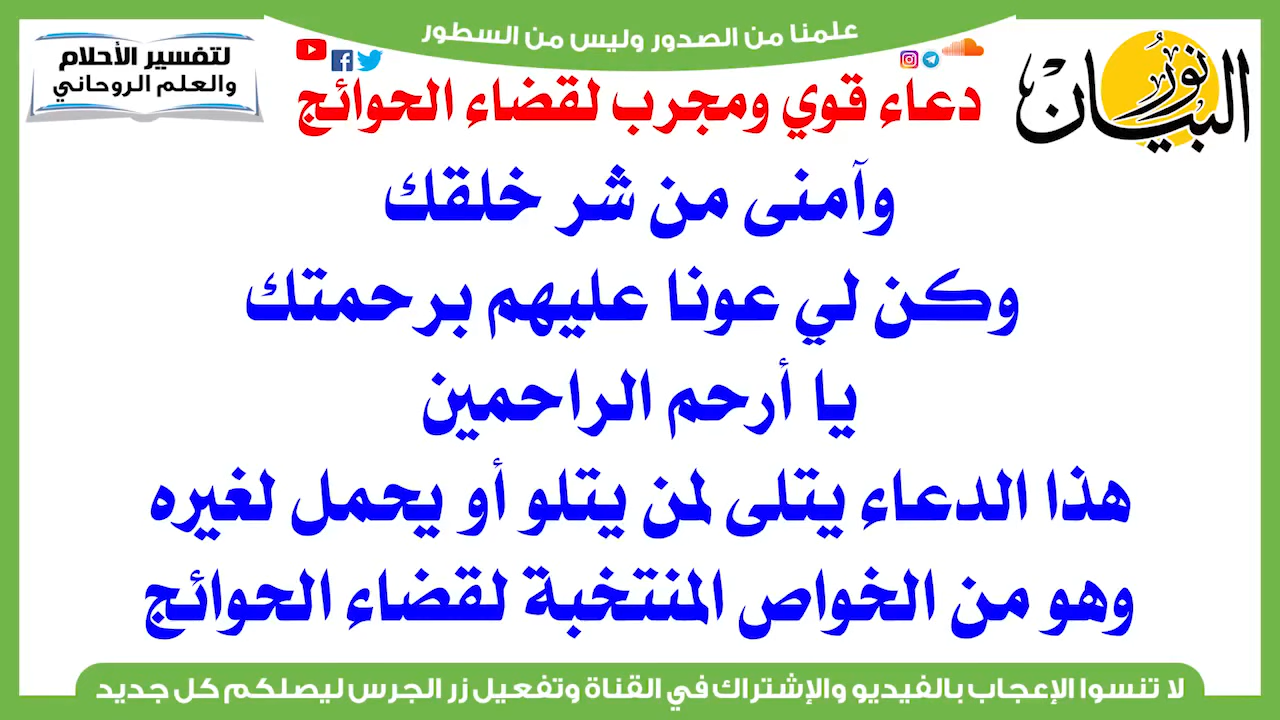 علمنا من الصدور وليس من السطور
لتفسير الأحلام
والعلم الروحاني
نور
البيان
دعاء قوي ومجرب لقضاء الحوائج
وآمنى من شر خلقك
وكن لي عونا عليهم برحمتك
يا أرحم الراحمين
هذا الدعاء يتلى لمن يتلو أو يحمل لغيره
وهو من الخواص المنتخبة لقضاء الحوائج
لا تنسوا الإعجاب بالفيديو والإشتراك في القناة وتفعيل زر الجرس ليصلكم كل جديد